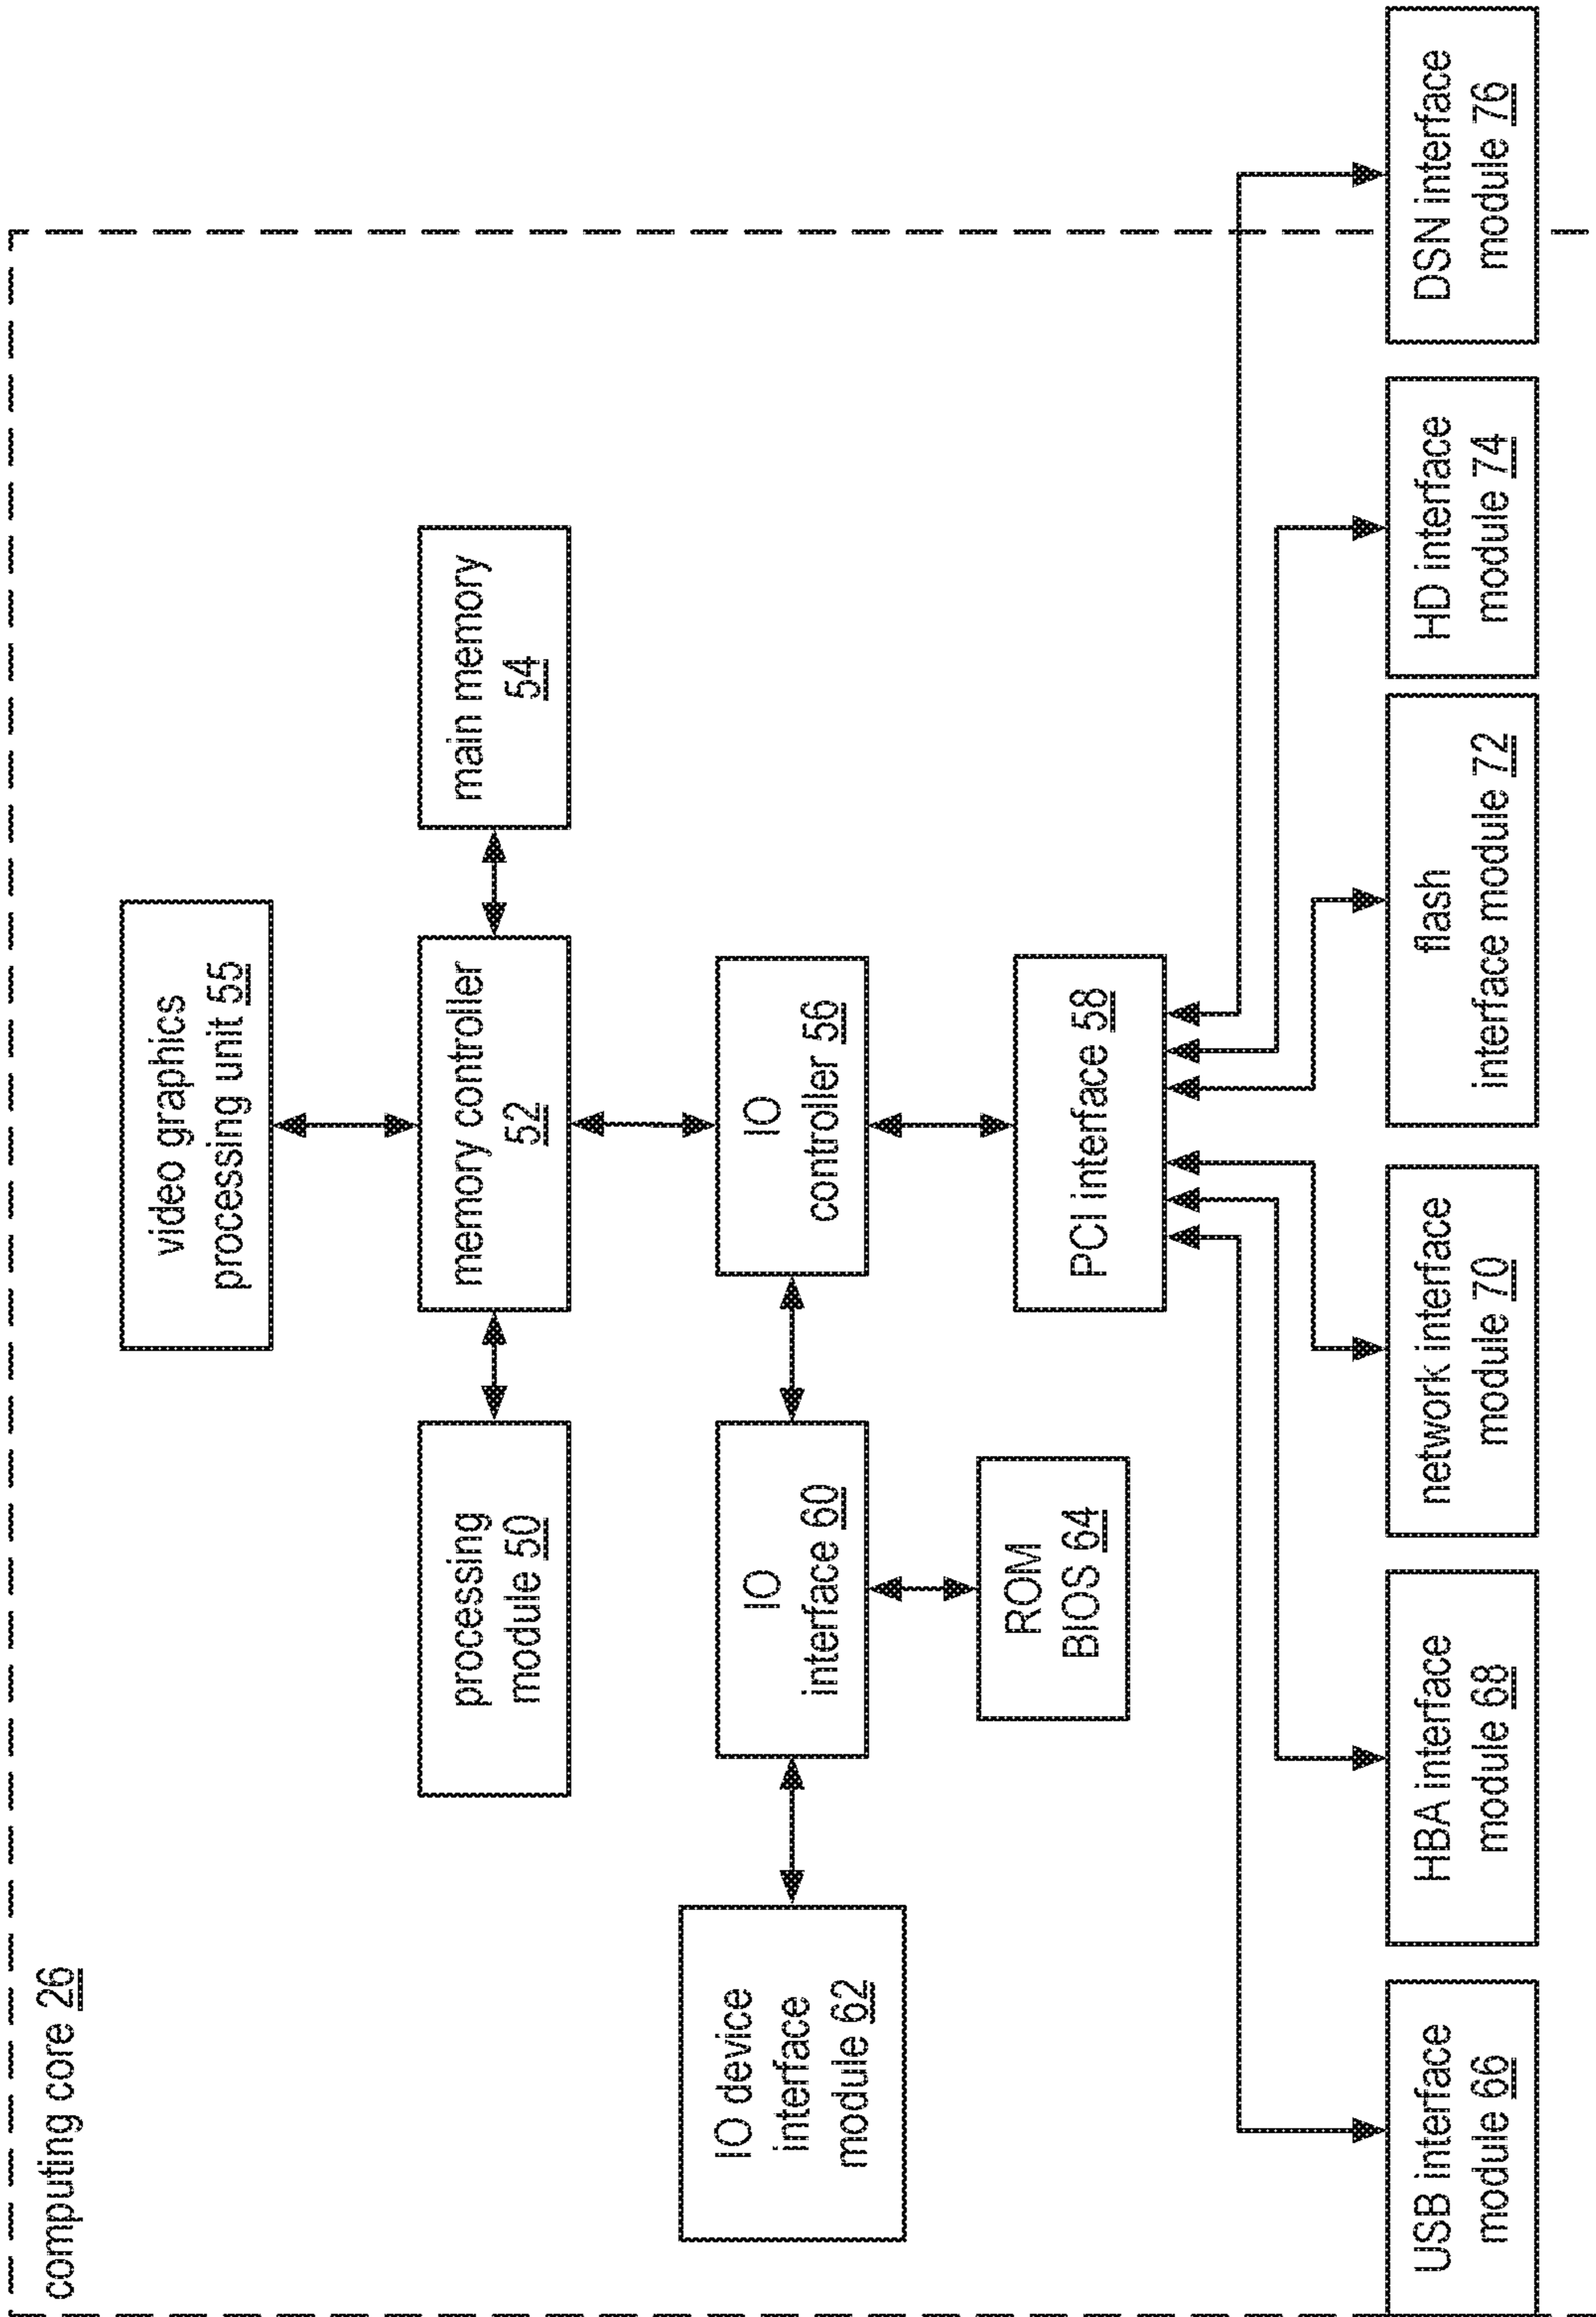 computing core 26
video graphics
processing unit 55
processing
module 50
memory controller
52
main memory
54
IO device
interface
module 62
IO
interface 60
IO
controller 56
ROM
BIOS 64
PCI interface 58
USB interface
module 66
HBA interface
module 68
network interface
module 70
flash
interface module 72
HD interface
module 74
DSN interface
module 76